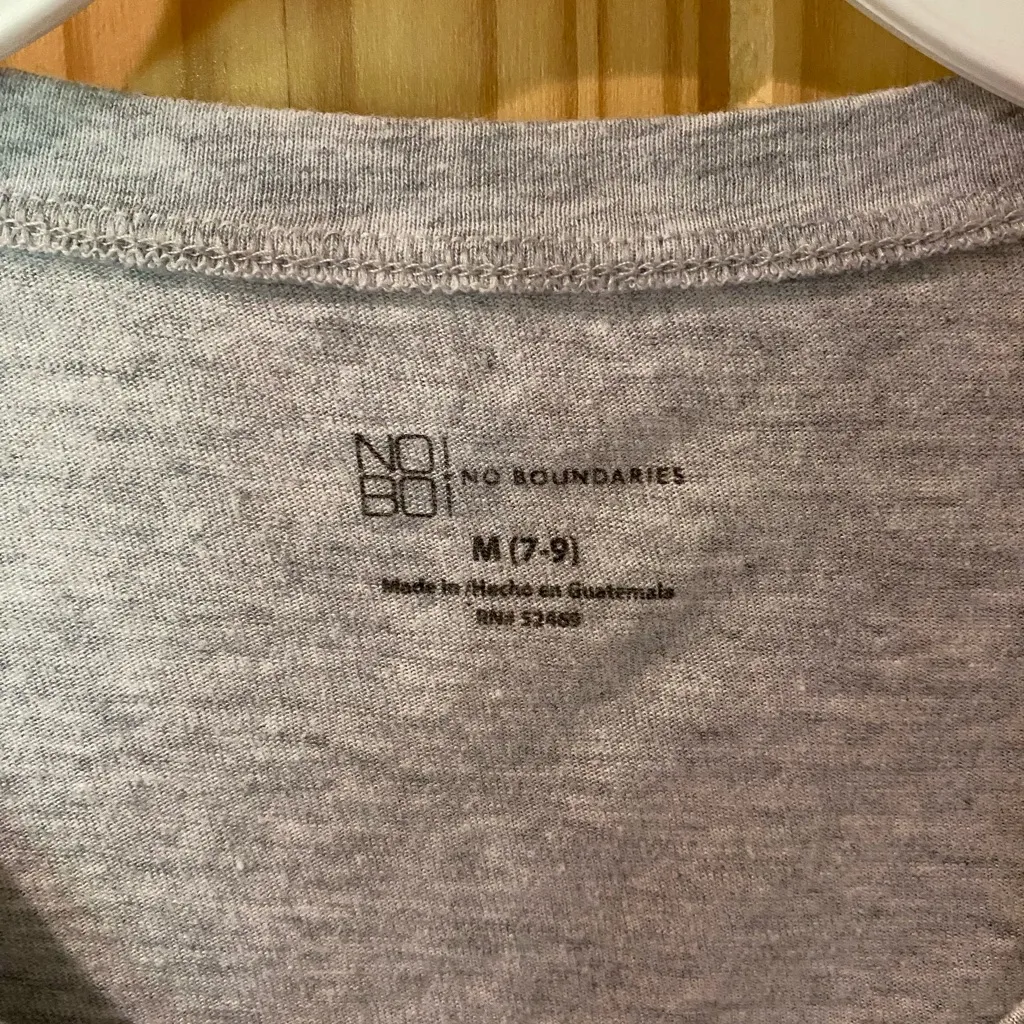 NO
BO
NO BOUNDARIES
M (7-9)
Made in /Hecho en Guatemala
RN# 52469